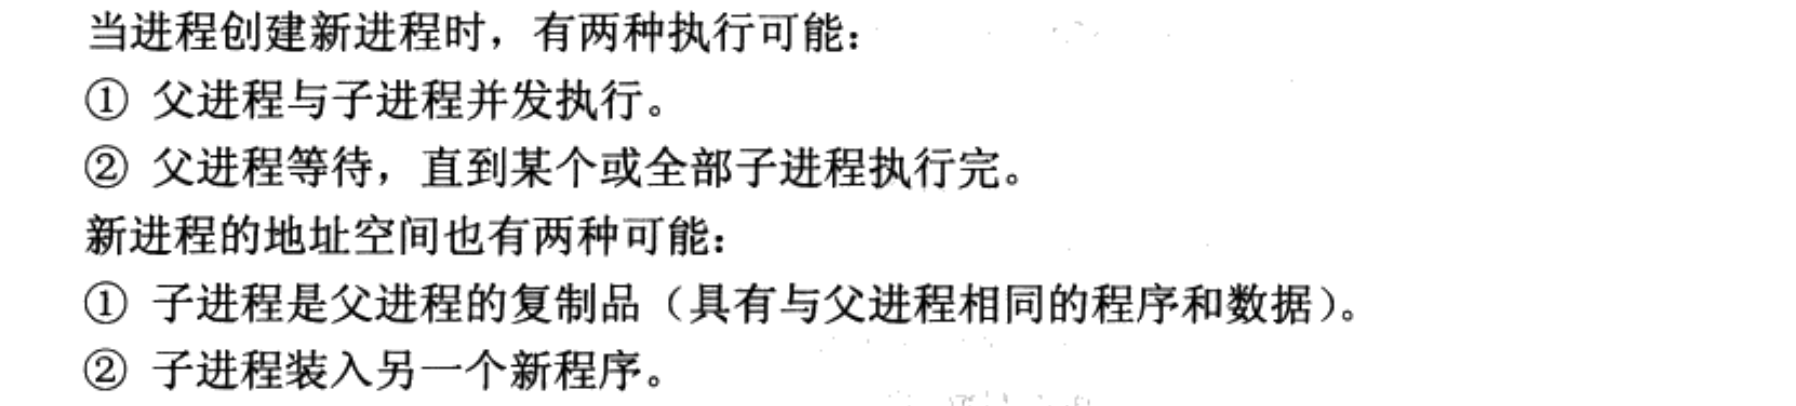 当进程创建新进程时，有两种执行可能：
① 父进程与子进程并发执行。
② 父进程等待，直到某个或全部子进程执行完。
新进程的地址空间也有两种可能：
① 子进程是父进程的复制品（具有与父进程相同的程序和数据）。
② 子进程装入另一个新程序。